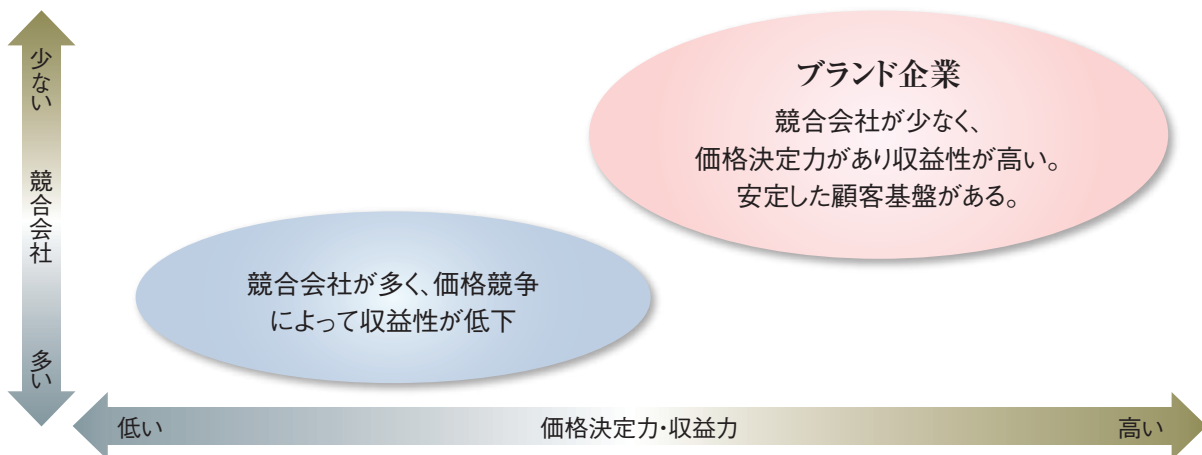 少ない
競合会社
多い
ブランド企業
競合会社が少なく、
価格決定力があり収益性が高い。
安定した顧客基盤がある。
競合会社が多く、価格競争
によって収益性が低下
低い
価格決定力・収益力
高い